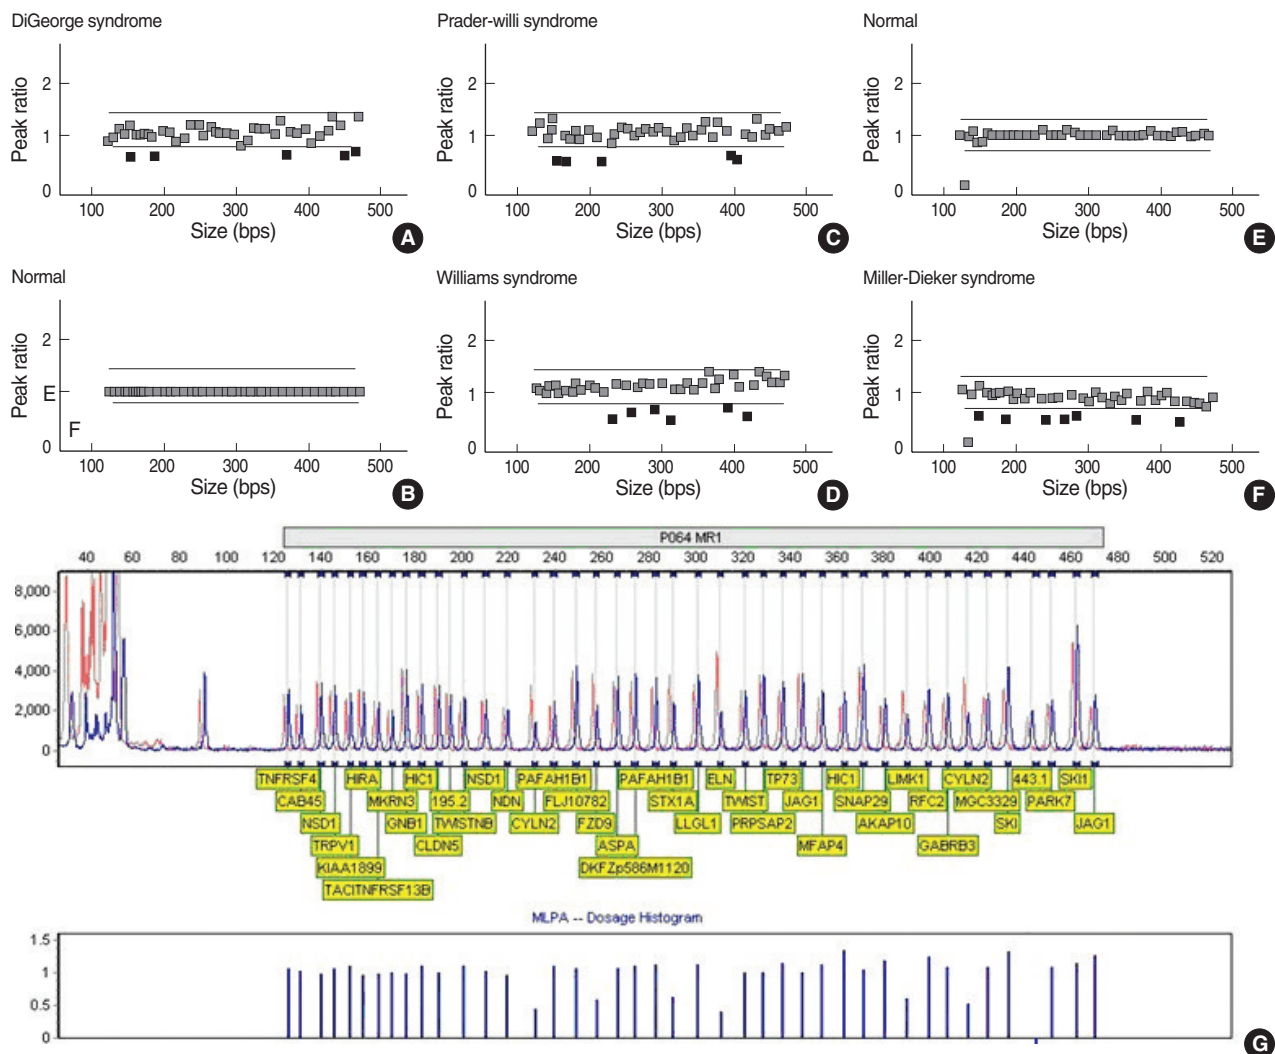 DiGeorge syndrome
Peak ratio
2
1
0
100 200 300 400 500
Size (bps)
A
Prader-willi syndrome
Peak ratio
2
1
0
100 200 300 400 500
Size (bps)
C
Normal
Peak ratio
2
1
0
100 200 300 400 500
Size (bps)
E
Normal
Peak ratio
2
E
F
0
100 200 300 400 500
Size (bps)
B
Williams syndrome
Peak ratio
2
1
0
100 200 300 400 500
Size (bps)
D
Miller-Dieker syndrome
Peak ratio
2
1
0
100 200 300 400 500
Size (bps)
F
P064 MR1
40 60 80 100 120 140 160 180 200 220 240 260 280 300 320 340 360 380 400 420 440 460 480 500 520
8,000
6,000
4,000
2,000
0
TNFRSF4 HIRA HIC1 NSD1 PAFAH1B1 PAFAH1B1 ELN TP73 HIC1 LIMK1 CYLN2 443.1 SKI1
CAB45 MKRN3 195.2 NDN FLJ10782 STX1A TWIST JAG1 SNAP29 RFC2 MGC3329 PARK7
NSD1 GNB1 TWISTNB CYLN2 FZD9 LLGL1 PRPSAP2 AKAP10 SKI JAG1
TRPV1 CLDN5 ASPA MFAP4 GABRB3
KIAA1899 DKFZp586M1120
TACITNFRSF13B
MLPA -- Dosage Histogram
1.5
1
0.5
0
G